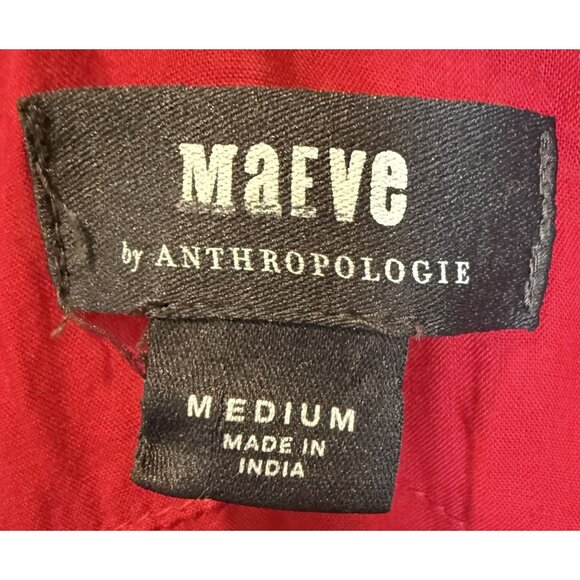 MaEVe
by ANTHROPOLOGIE
MEDIUM
MADE IN
INDIA